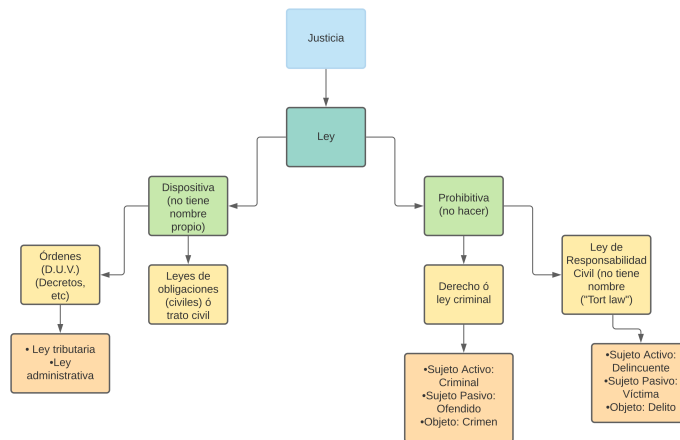 Justicia
Ley
Dispositiva
(no tiene
nombre
propio)
Prohibitiva
(no hacer)
Órdenes
(D.U.V.)
(Decretos,
etc)
Leyes de
obligaciones
(civiles) ó
trato civil
Derecho ó
ley criminal
Ley de
Responsabilidad
Civil (no tiene
nombre
("Tort law")
• Ley tributaria
•Ley
administrativa
•Sujeto Activo:
Criminal
•Sujeto Pasivo:
Ofendido
•Objeto: Crimen
•Sujeto Activo:
Delincuente
•Sujeto Pasivo:
Víctima
•Objeto: Delito